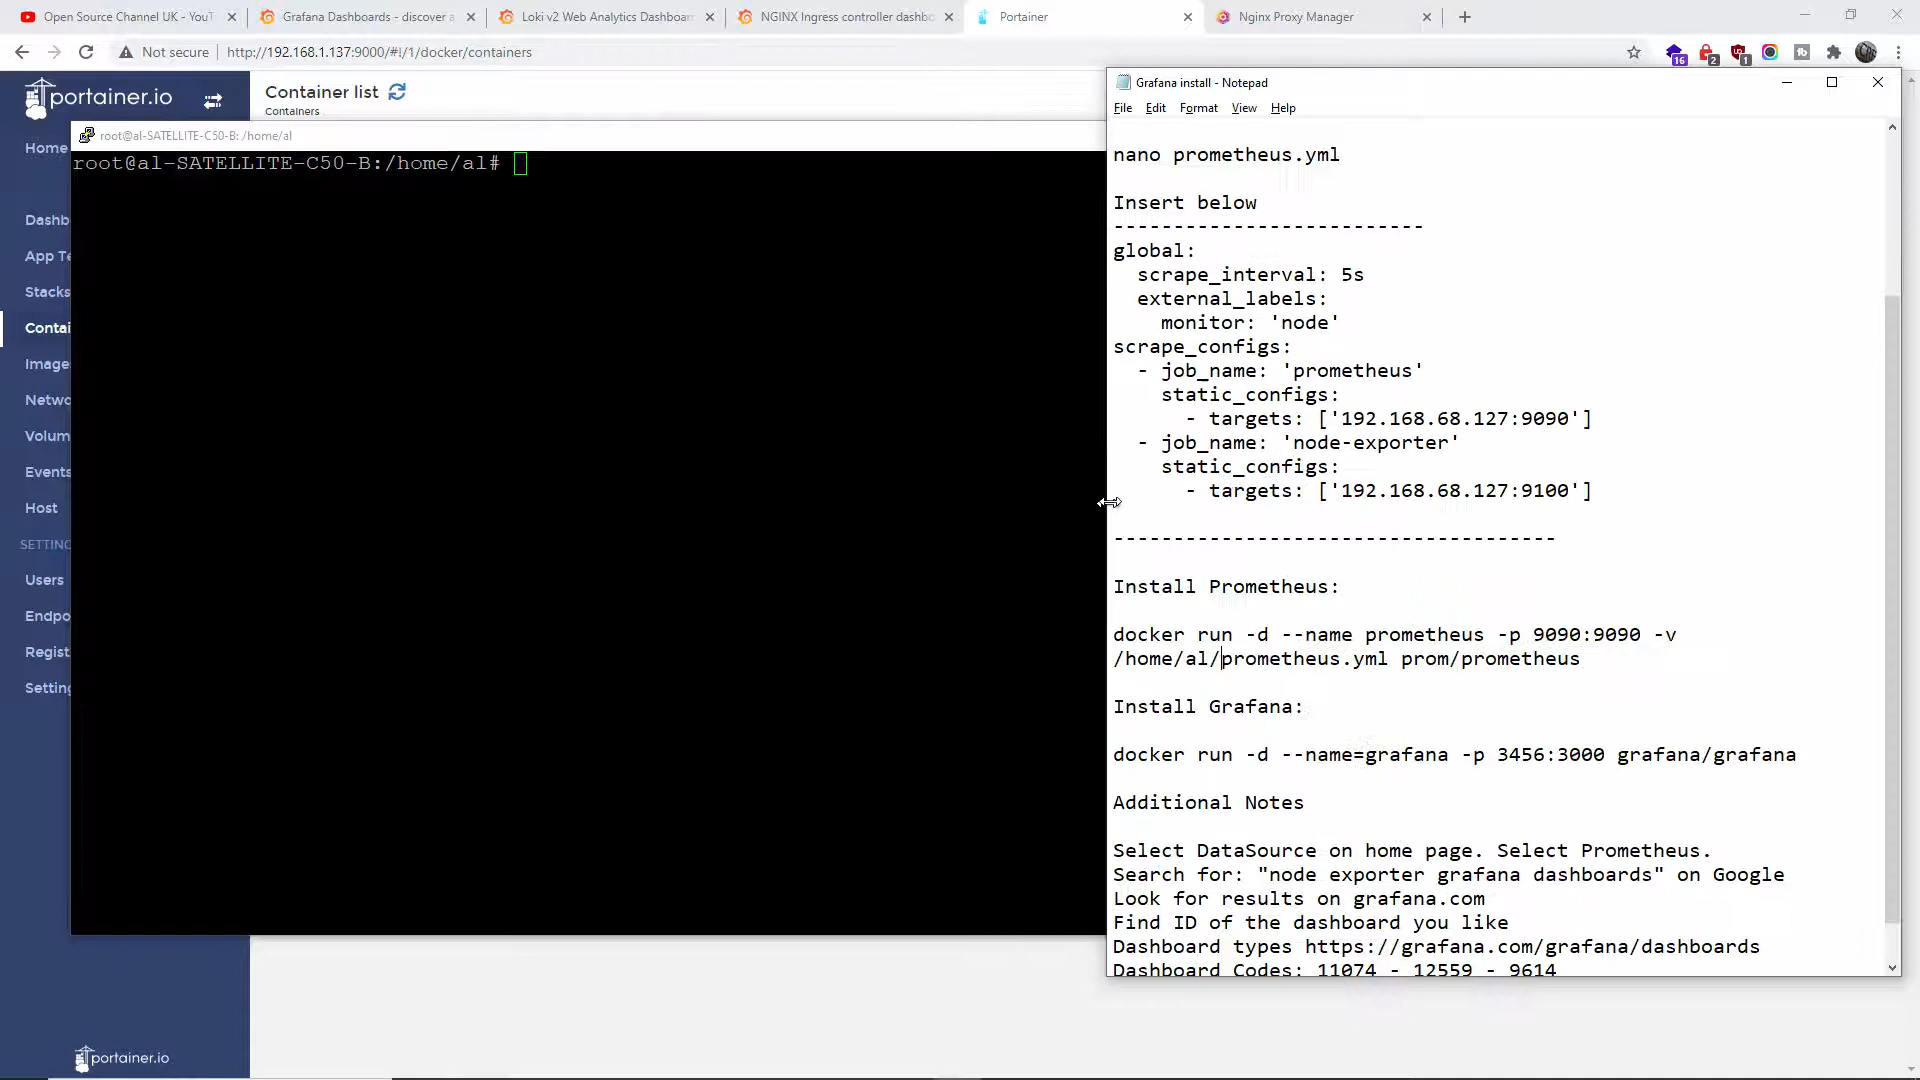 Open Source Channel UK - YouT
Grafana Dashboards - discover a
Loki v2 Web Analytics Dashboar
NGINX Ingress controller dashbo
Portainer
Nginx Proxy Manager
Not secure
http://192.168.1.137:9000/#!/1/docker/containers
16
2
1
portainer.io
Container list
Containers
Home
Dashb
App Te
Stacks
Contai
Image
Netwo
Volum
Events
Host
SETTING
Users
Endpo
Regist
Setting
portainer.io
root@al-SATELLITE-C50-B: /home/al
root@al-SATELLITE-C50-B:/home/al#
Grafana install - Notepad
File Edit Format View Help
nano prometheus.yml
Insert below
--------------------------
global:
  scrape_interval: 5s
  external_labels:
    monitor: 'node'
scrape_configs:
  - job_name: 'prometheus'
    static_configs:
      - targets: ['192.168.68.127:9090']
  - job_name: 'node-exporter'
    static_configs:
      - targets: ['192.168.68.127:9100']
-------------------------------------
Install Prometheus:
docker run -d --name prometheus -p 9090:9090 -v
/home/al/prometheus.yml prom/prometheus
Install Grafana:
docker run -d --name=grafana -p 3456:3000 grafana/grafana
Additional Notes
Select DataSource on home page. Select Prometheus.
Search for: "node exporter grafana dashboards" on Google
Look for results on grafana.com
Find ID of the dashboard you like
Dashboard types https://grafana.com/grafana/dashboards
Dashboard Codes: 11074 - 12559 - 9614